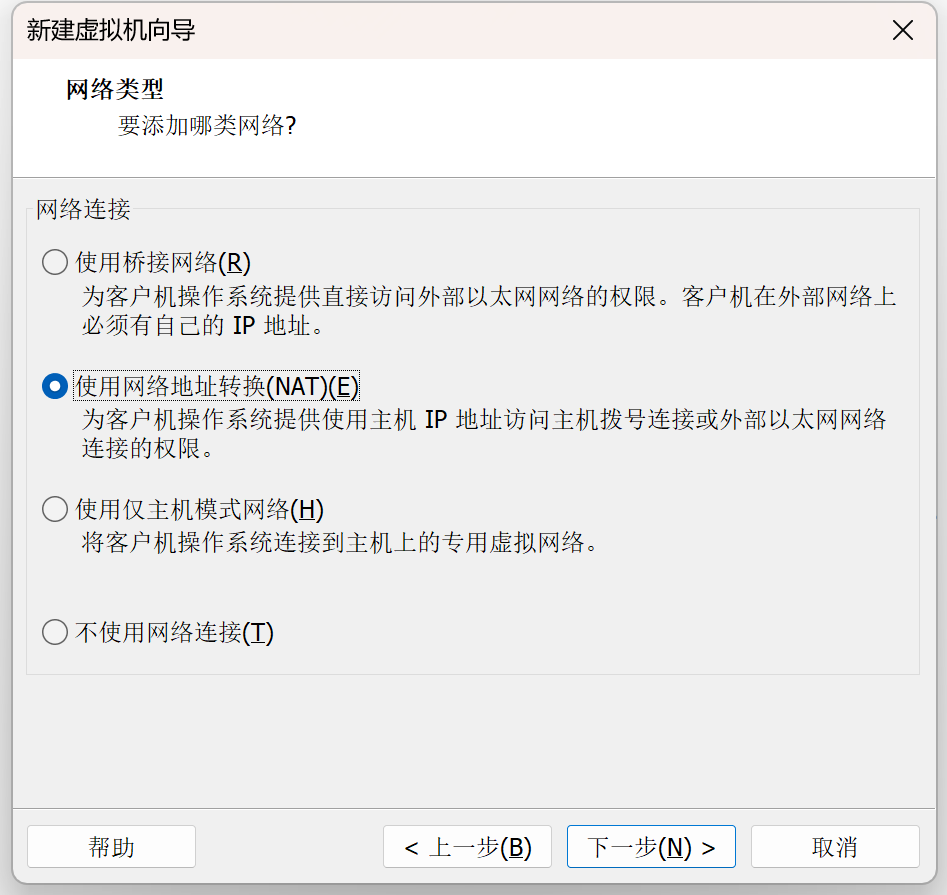 新建虚拟机向导
网络类型
要添加哪类网络?
网络连接
使用桥接网络(R)
为客户机操作系统提供直接访问外部以太网网络的权限。客户机在外部网络上
必须有自己的 IP 地址。
使用网络地址转换(NAT)(E)
为客户机操作系统提供使用主机 IP 地址访问主机拨号连接或外部以太网网络
连接的权限。
使用仅主机模式网络(H)
将客户机操作系统连接到主机上的专用虚拟网络。
不使用网络连接(T)
帮助
< 上一步(B)
下一步(N) >
取消